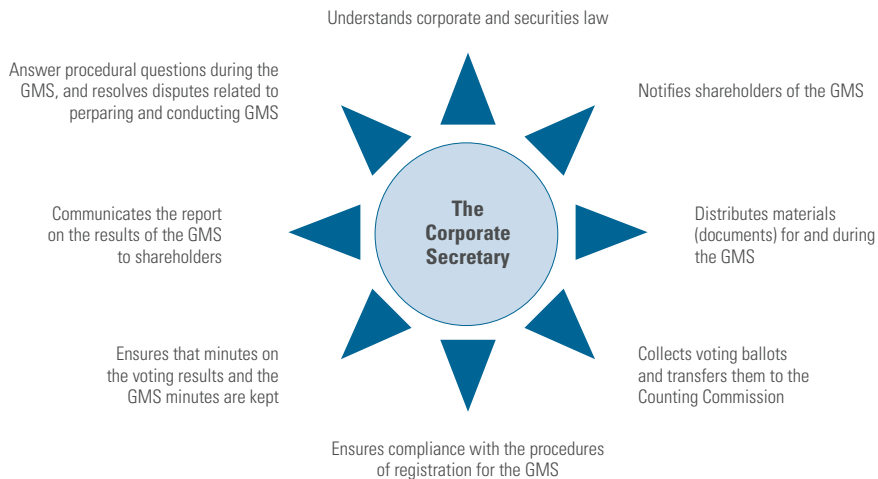 Understands corporate and securities law
Answer procedural questions during the
GMS, and resolves disputes related to
perparing and conducting GMS
Notifies shareholders of the GMS
The
Corporate
Secretary
Communicates the report
on the results of the GMS
to shareholders
Distributes materials
(documents) for and during
the GMS
Ensures that minutes on
the voting results and the
GMS minutes are kept
Collects voting ballots
and transfers them to the
Counting Commission
Ensures compliance with the procedures
of registration for the GMS